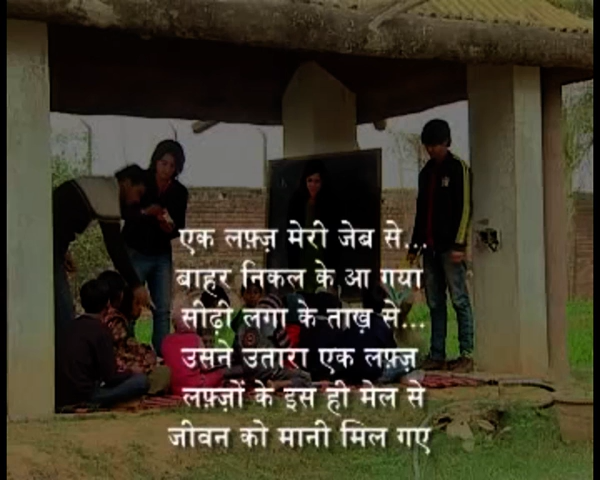 एक लफ़्ज़ मेरी जेब से...
बाहर निकल के आ गया
सीढ़ी लगा के ताख़ से...
उसने उतारा एक लफ़्ज़
लफ़्ज़ों के इस ही मेल से
जीवन को मानी मिल गए